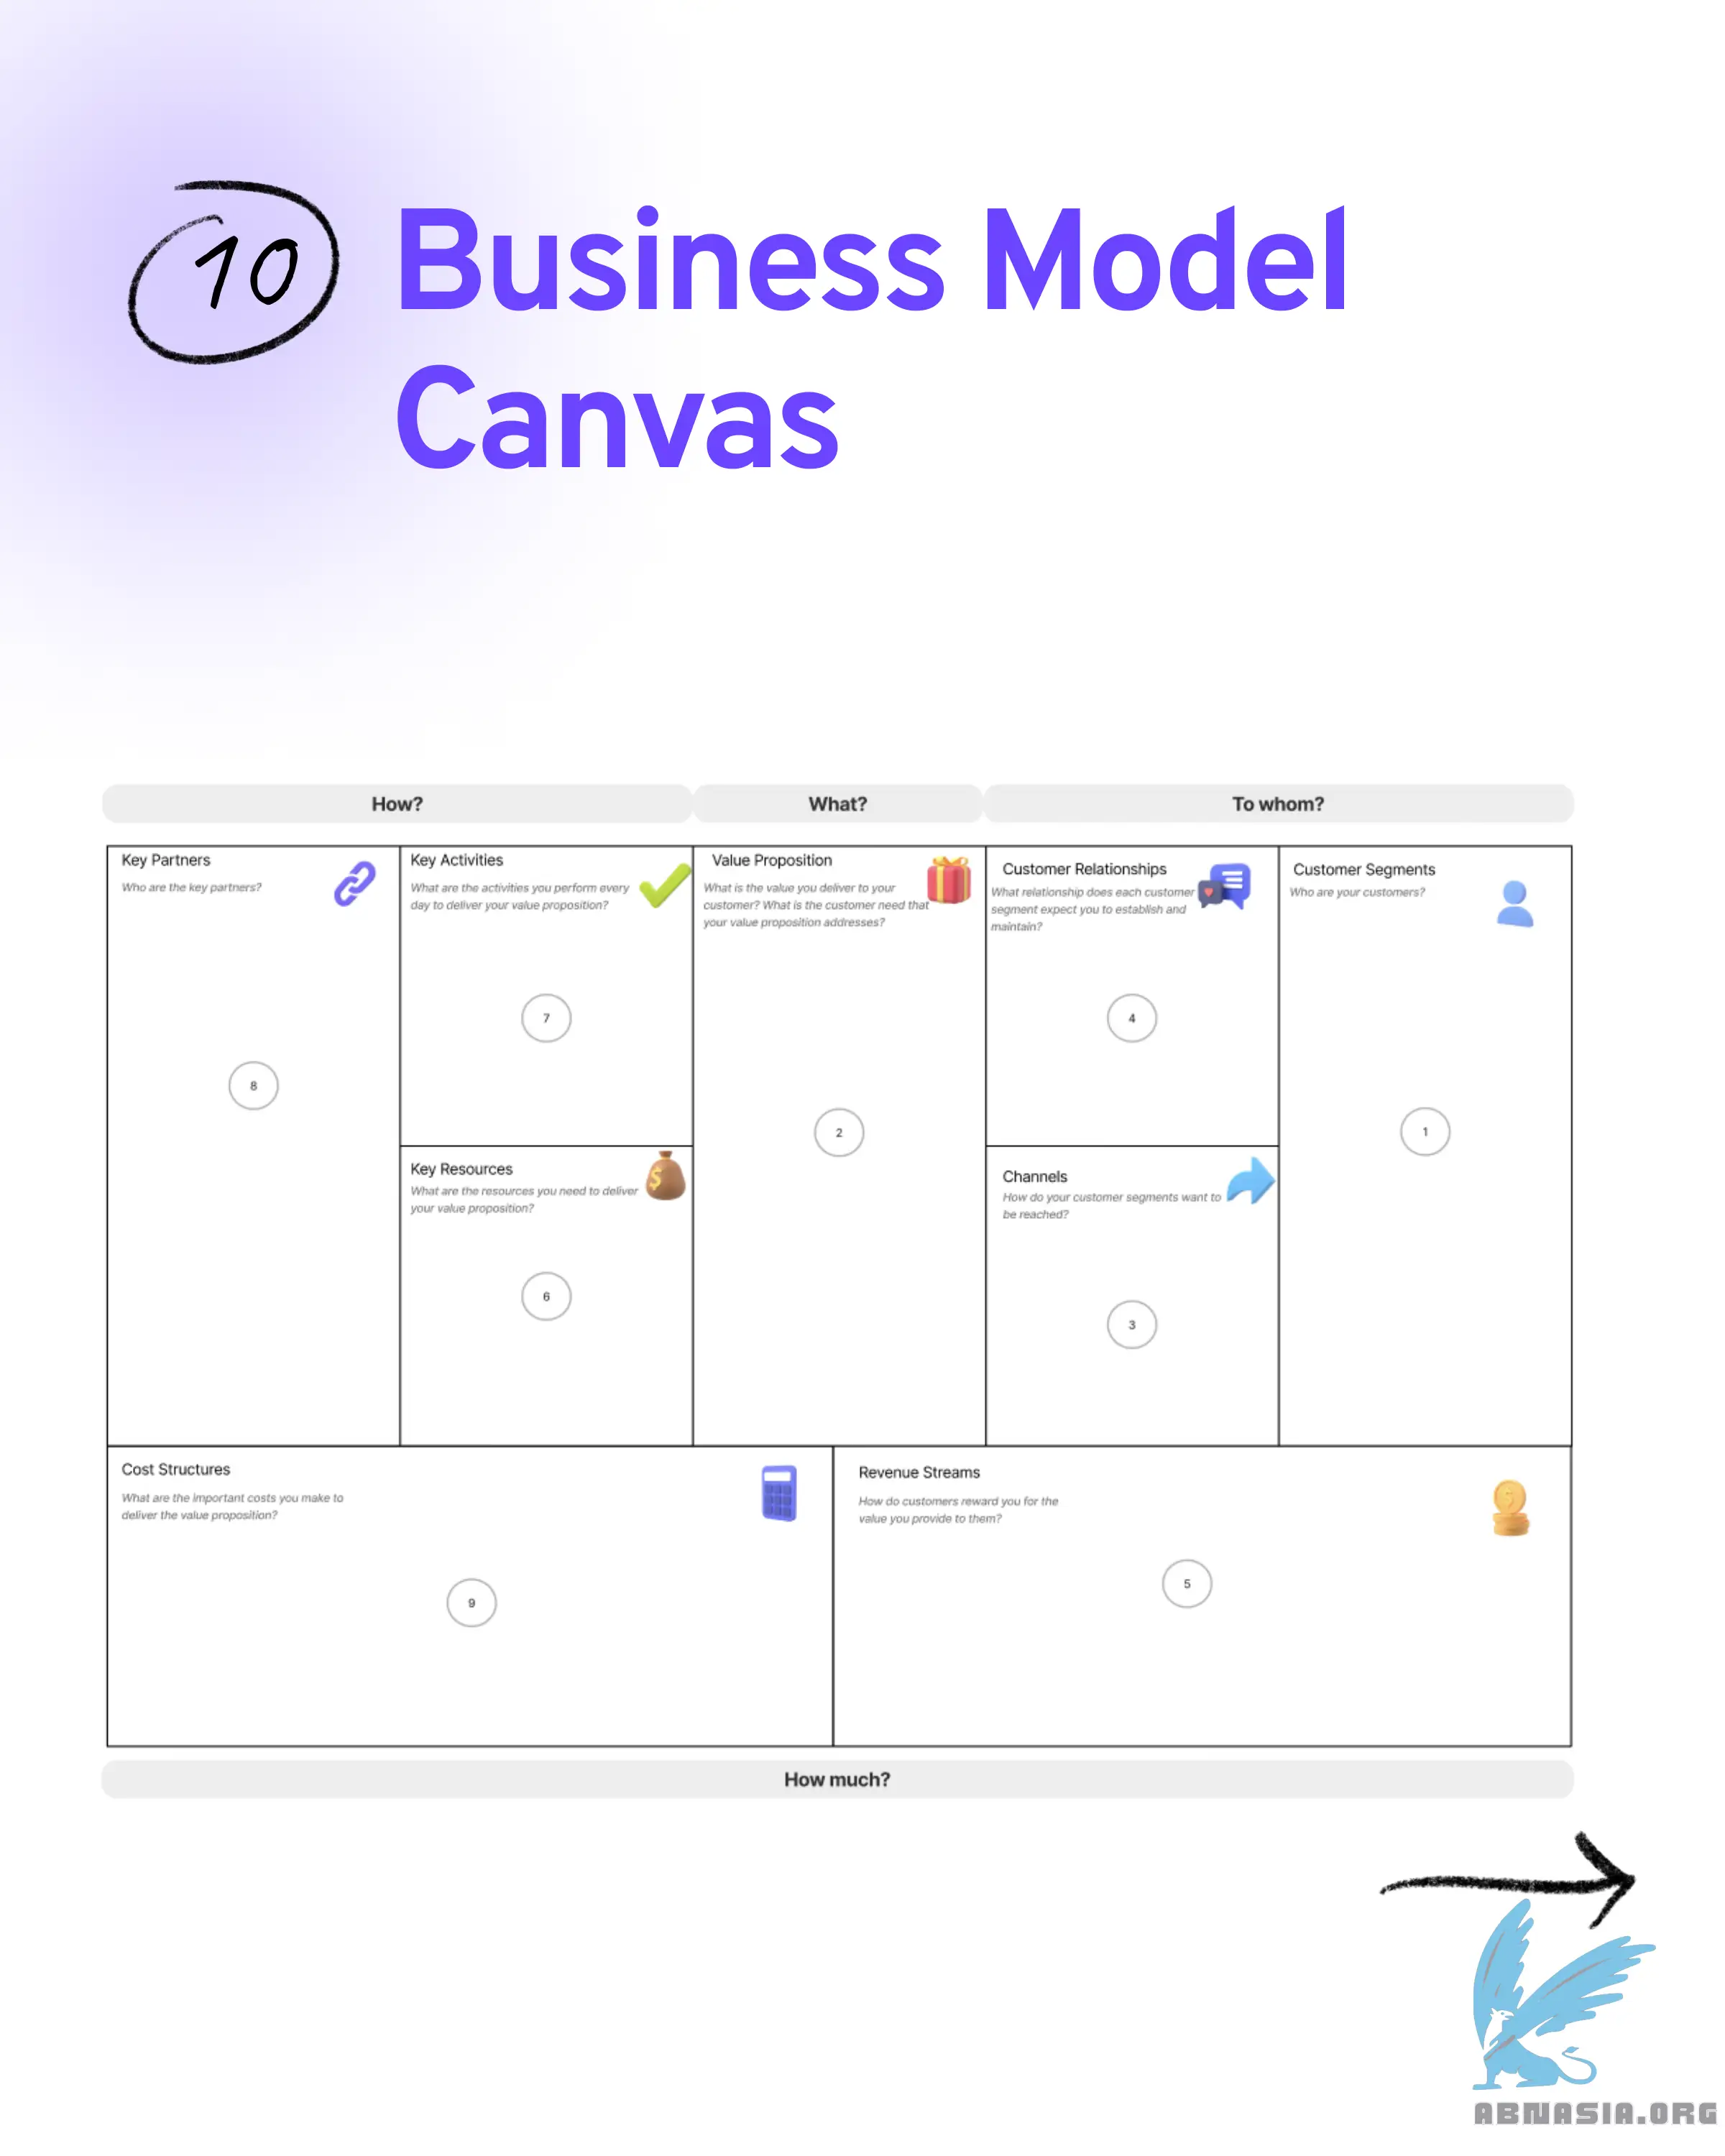 10
Business Model
Canvas
How?
What?
To whom?
Key Partners
Who are the key partners?
8
Key Activities
What are the activities you perform every
day to deliver your value proposition?
7
Key Resources
What are the resources you need to deliver
your value proposition?
6
Value Proposition
What is the value you deliver to your
customer? What is the customer need that
your value proposition addresses?
2
Customer Relationships
What relationship does each customer
segment expect you to establish and
maintain?
4
Channels
How do your customer segments want to
be reached?
3
Customer Segments
Who are your customers?
1
Cost Structures
What are the important costs you make to
deliver the value proposition?
9
Revenue Streams
How do customers reward you for the
value you provide to them?
5
How much?
ABNASIA.ORG